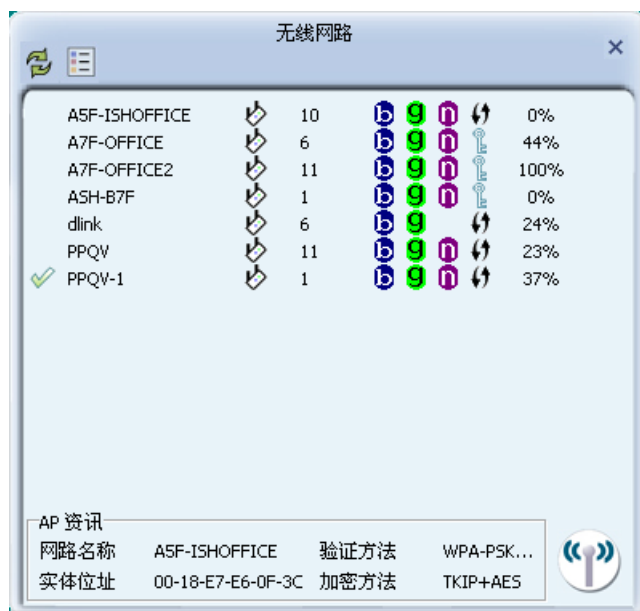 无线网路
A5F-ISHOFFICE 10 b g n 0%
A7F-OFFICE 6 b g n 44%
A7F-OFFICE2 11 b g n 100%
ASH-B7F 1 b g n 0%
dlink 6 b g 24%
PPQV 11 b g n 23%
PPQV-1 1 b g n 37%
AP 资讯
网路名称 A5F-ISHOFFICE 验证方法 WPA-PSK...
实体位址 00-18-E7-E6-0F-3C 加密方法 TKIP+AES